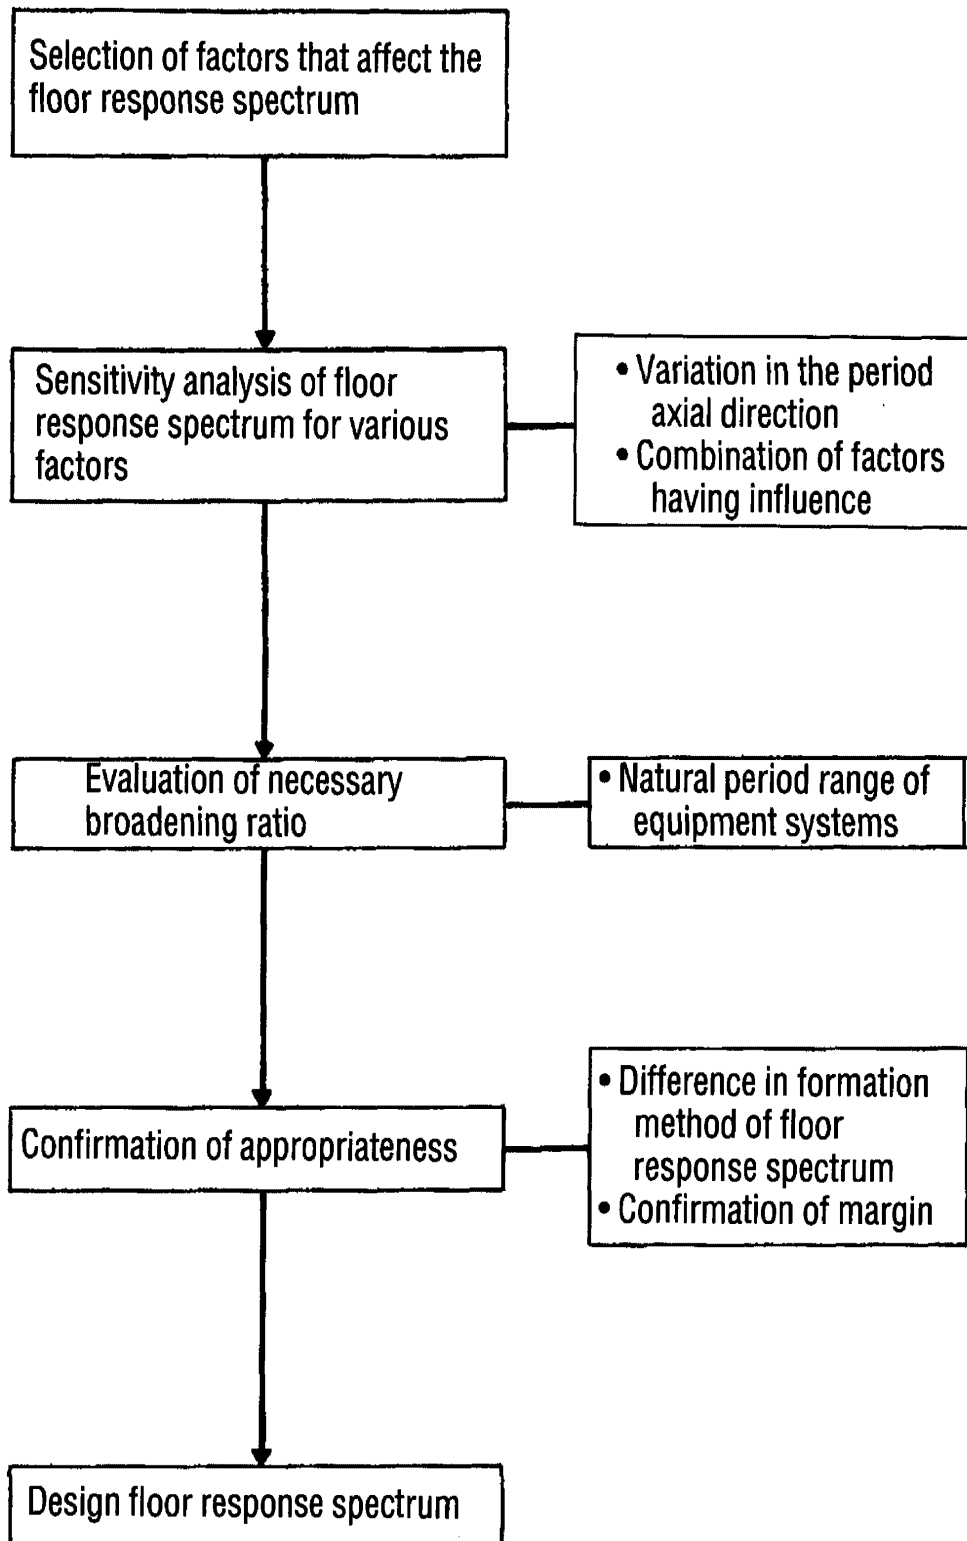 Selection of factors that affect the
floor response spectrum
Sensitivity analysis of floor
response spectrum for various
factors
• Variation in the period
axial direction
• Combination of factors
having influence
Evaluation of necessary
broadening ratio
• Natural period range of
equipment systems
Confirmation of appropriateness
• Difference in formation
method of floor
response spectrum
• Confirmation of margin
Design floor response spectrum